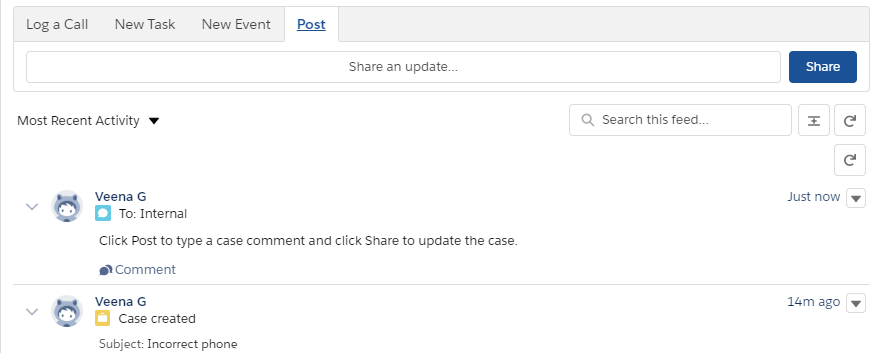 Log a Call New Task New Event Post
Share an update... Share
Most Recent Activity Search this feed...
Veena G Just now
To: Internal
Click Post to type a case comment and click Share to update the case.
Comment
Veena G 14m ago
Case created
Subject: Incorrect phone